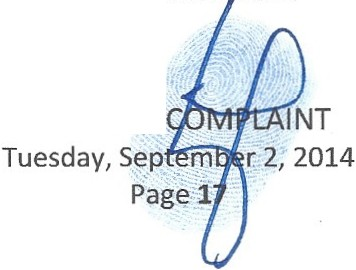 COMPLAINT
Tuesday, September 2, 2014
Page 17